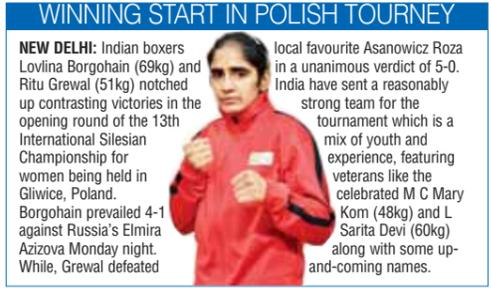 WINNING START IN POLISH TOURNEY
NEW DELHI: Indian boxers
Lovlina Borgohain (69kg) and
Ritu Grewal (51kg) notched
up contrasting victories in the
opening round of the 13th
International Silesian
Championship for
women being held in
Gliwice, Poland.
Borgohain prevailed 4-1
against Russia's Elmira
Azizova Monday night.
While, Grewal defeated
local favourite Asanowicz Roza
in a unanimous verdict of 5-0.
India have sent a reasonably
strong team for the
tournament which is a
mix of youth and
experience, featuring
veterans like the
celebrated M C Mary
Kom (48kg) and L
Sarita Devi (60kg)
along with some up-
and-coming names.